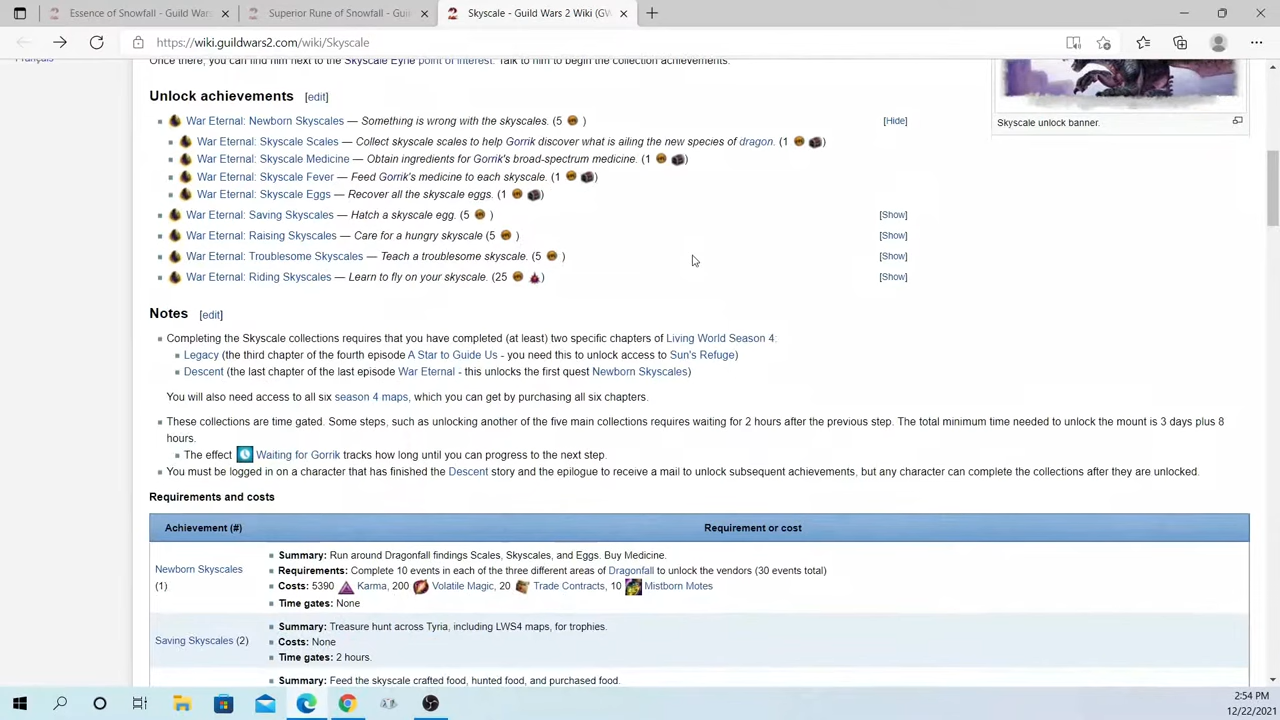 Essence of Snowfall - Guild Wars
Superior Rune of Snowfall - Gui
Skyscale - Guild Wars 2 Wiki (GW
https://wiki.guildwars2.com/wiki/Skyscale
Français
Once there, you can find him next to the Skyscale Eyrie point of interest. Talk to him to begin the collection achievements.
Skyscale unlock banner.
Unlock achievements [edit]
War Eternal: Newborn Skyscales — Something is wrong with the skyscales. (5 ) [Hide]
War Eternal: Skyscale Scales — Collect skyscale scales to help Gorrik discover what is ailing the new species of dragon. (1 )
War Eternal: Skyscale Medicine — Obtain ingredients for Gorrik's broad-spectrum medicine. (1 )
War Eternal: Skyscale Fever — Feed Gorrik's medicine to each skyscale. (1 )
War Eternal: Skyscale Eggs — Recover all the skyscale eggs. (1 )
War Eternal: Saving Skyscales — Hatch a skyscale egg. (5 ) [Show]
War Eternal: Raising Skyscales — Care for a hungry skyscale (5 ) [Show]
War Eternal: Troublesome Skyscales — Teach a troublesome skyscale. (5 ) [Show]
War Eternal: Riding Skyscales — Learn to fly on your skyscale. (25 ) [Show]
Notes [edit]
Completing the Skyscale collections requires that you have completed (at least) two specific chapters of Living World Season 4:
Legacy (the third chapter of the fourth episode A Star to Guide Us - you need this to unlock access to Sun's Refuge)
Descent (the last chapter of the last episode War Eternal - this unlocks the first quest Newborn Skyscales)
You will also need access to all six season 4 maps, which you can get by purchasing all six chapters.
These collections are time gated. Some steps, such as unlocking another of the five main collections requires waiting for 2 hours after the previous step. The total minimum time needed to unlock the mount is 3 days plus 8
hours.
The effect Waiting for Gorrik tracks how long until you can progress to the next step.
You must be logged in on a character that has finished the Descent story and the epilogue to receive a mail to unlock subsequent achievements, but any character can complete the collections after they are unlocked.
Requirements and costs
Achievement (#) Requirement or cost
Newborn Skyscales
(1)
Summary: Run around Dragonfall findings Scales, Skyscales, and Eggs. Buy Medicine.
Requirements: Complete 10 events in each of the three different areas of Dragonfall to unlock the vendors (30 events total)
Costs: 5390 Karma, 200 Volatile Magic, 20 Trade Contracts, 10 Mistborn Motes
Time gates: None
Saving Skyscales (2)
Summary: Treasure hunt across Tyria, including LWS4 maps, for trophies.
Costs: None
Time gates: 2 hours.
Summary: Feed the skyscale crafted food, hunted food, and purchased food.
2:54 PM
12/22/2021